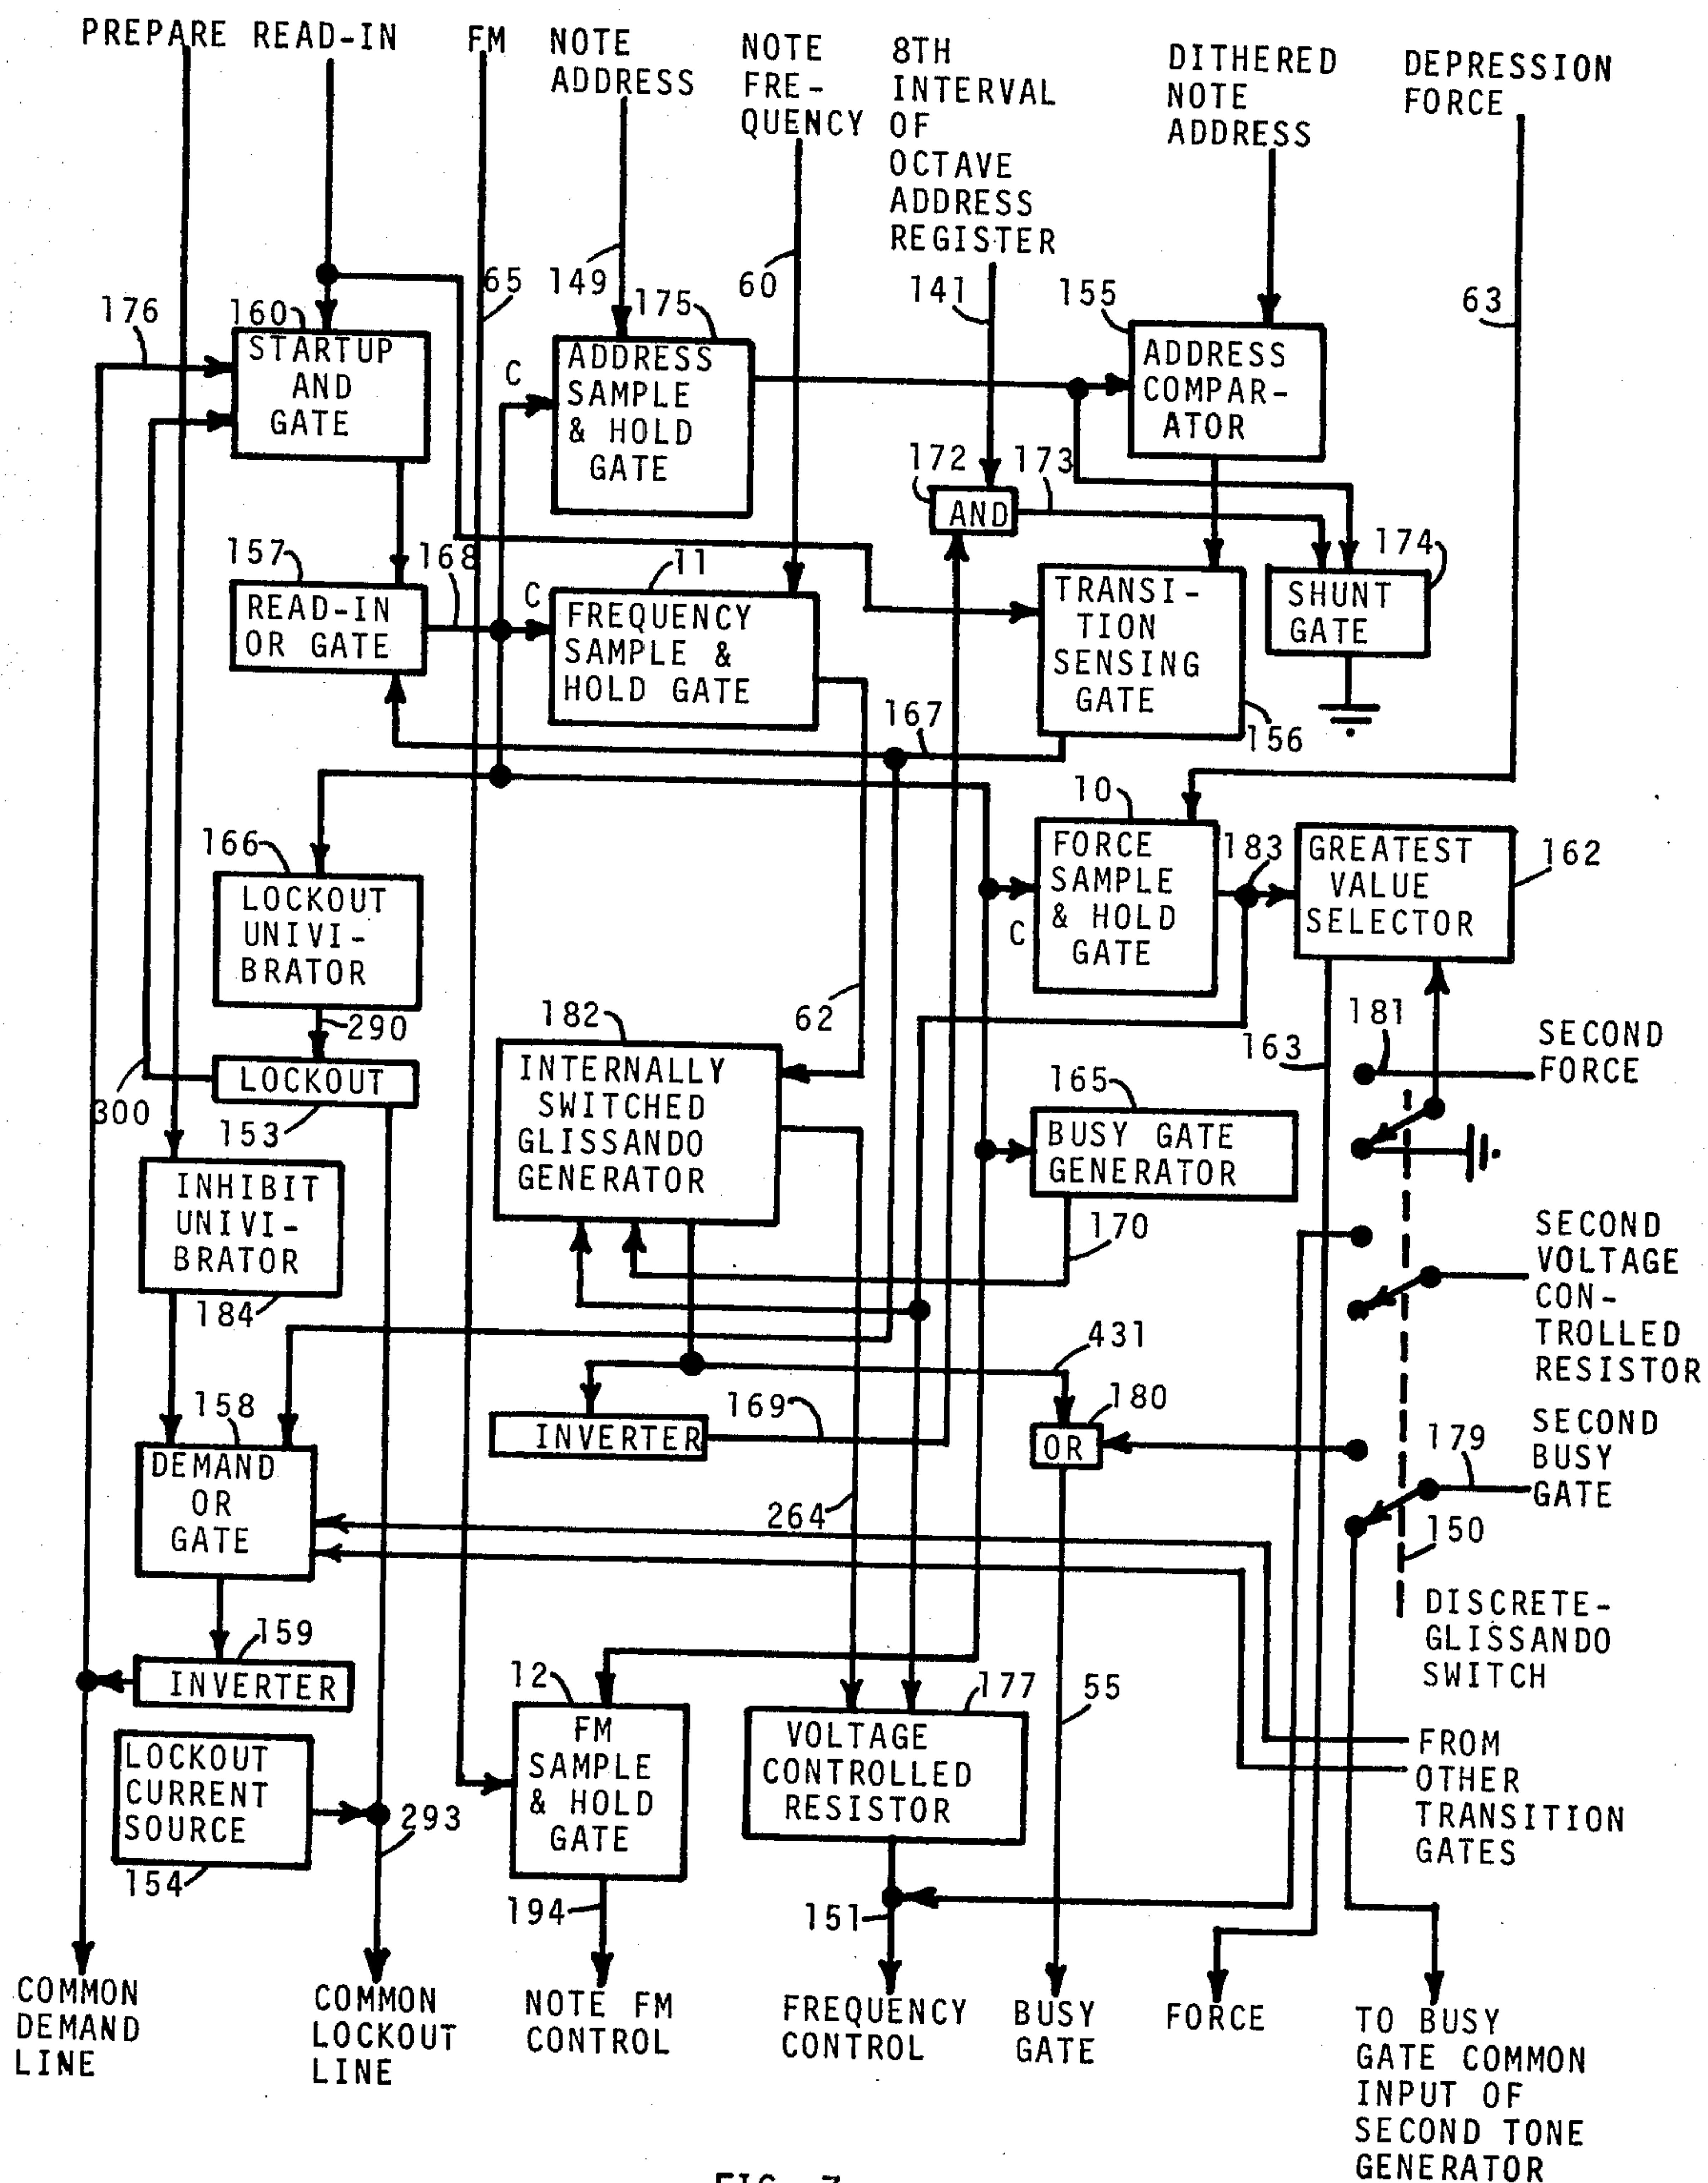 PREPARE READ-IN
FM
NOTE
ADDRESS
NOTE
FRE-
QUENCY
8TH
INTERVAL
OF
OCTAVE
ADDRESS
REGISTER
DITHERED
NOTE
ADDRESS
DEPRESSION
FORCE
176
160
65
149
175
60
141
155
63
STARTUP
AND
GATE
C
ADDRESS
SAMPLE
& HOLD
GATE
ADDRESS
COMPAR-
ATOR
172
173
AND
174
157
168
11
READ-IN
OR GATE
C
FREQUENCY
SAMPLE &
HOLD GATE
TRANSI-
TION
SENSING
GATE
SHUNT
GATE
167
156
10
166
183
162
LOCKOUT
UNIVI-
BRATOR
FORCE
SAMPLE
& HOLD
GATE
C
GREATEST
VALUE
SELECTOR
290
182
62
163
181
SECOND
FORCE
LOCKOUT
300
153
INTERNALLY
SWITCHED
GLISSANDO
GENERATOR
165
BUSY GATE
GENERATOR
INHIBIT
UNIVI-
BRATOR
170
SECOND
VOLTAGE
CON-
TROLLED
RESISTOR
184
431
158
169
180
INVERTER
OR
179
SECOND
BUSY
GATE
DEMAND
OR
GATE
264
150
DISCRETE-
GLISSANDO
SWITCH
159
INVERTER
12
177
55
LOCKOUT
CURRENT
SOURCE
293
FM
SAMPLE
& HOLD
GATE
VOLTAGE
CONTROLLED
RESISTOR
FROM
OTHER
TRANSITION
GATES
154
194
151
COMMON
DEMAND
LINE
COMMON
LOCKOUT
LINE
NOTE FM
CONTROL
FREQUENCY
CONTROL
BUSY
GATE
FORCE
TO BUSY
GATE COMMON
INPUT OF
SECOND TONE
GENERATOR
FIG. 7